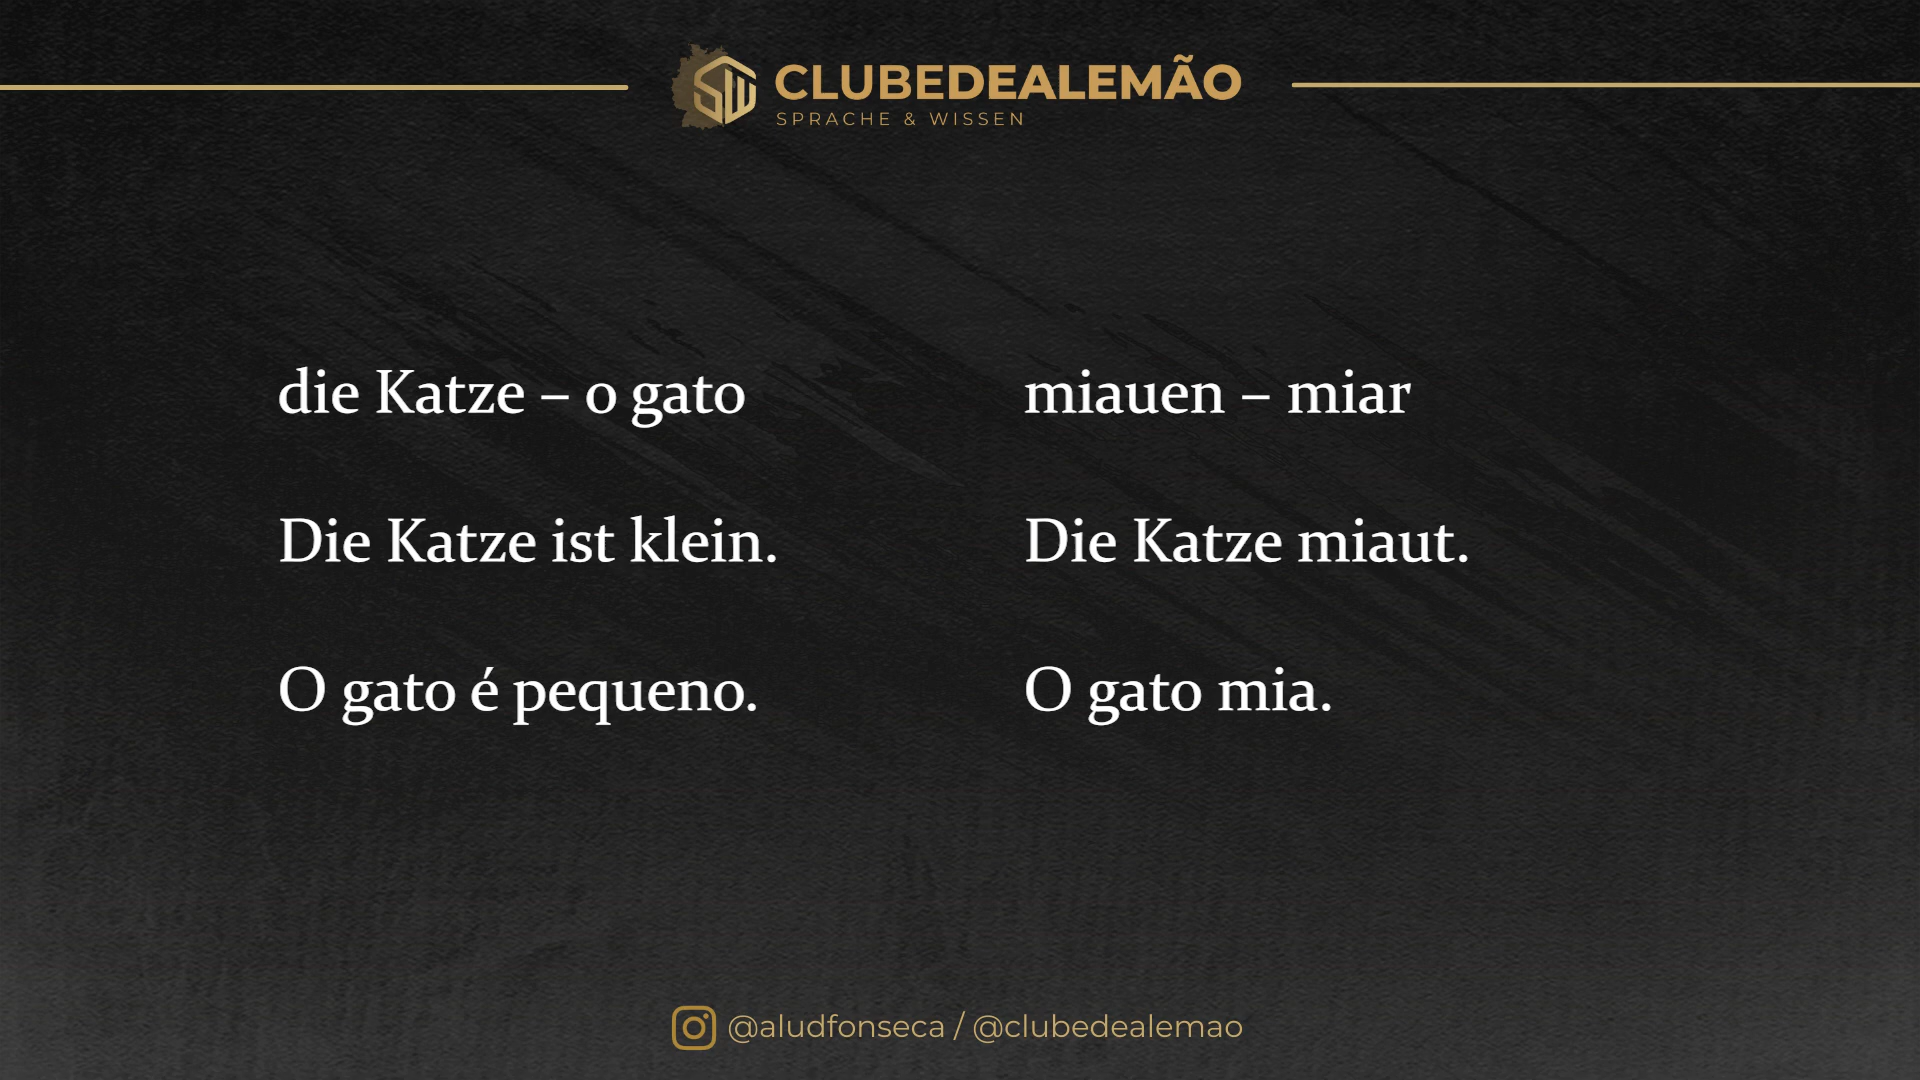 CLUBEDEALEMÃO
SPRACHE & WISSEN
die Katze – o gato
Die Katze ist klein.
O gato é pequeno.
miauen – miar
Die Katze miaut.
O gato mia.
@aludfonseca / @clubedealemao